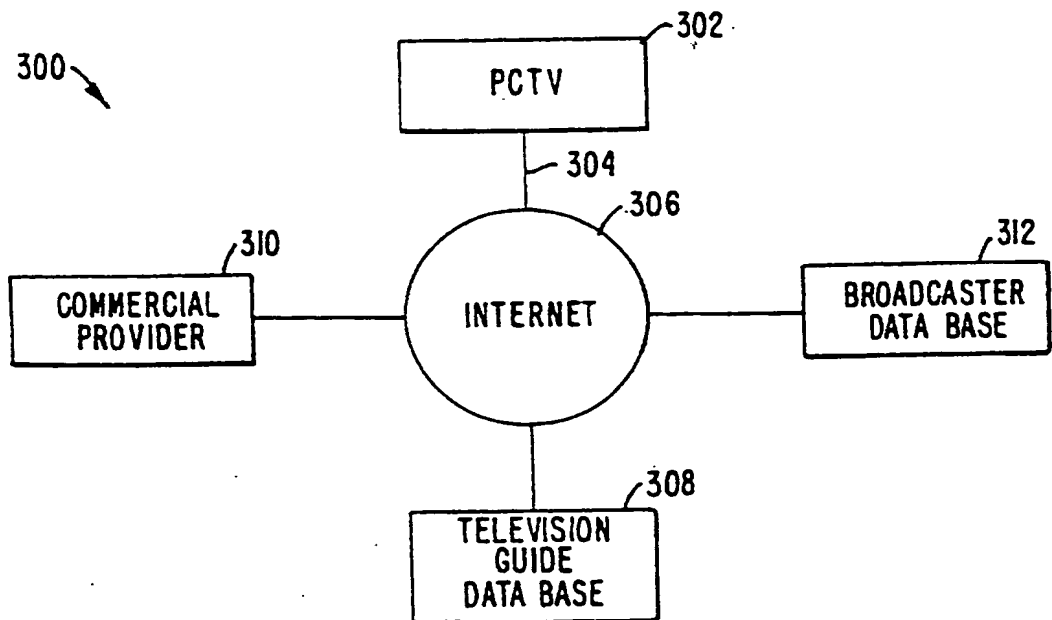 302
300
PCTV
304
306
310
312
COMMERCIAL
PROVIDER
INTERNET
BROADCASTER
DATA BASE
308
TELEVISION
GUIDE
DATA BASE